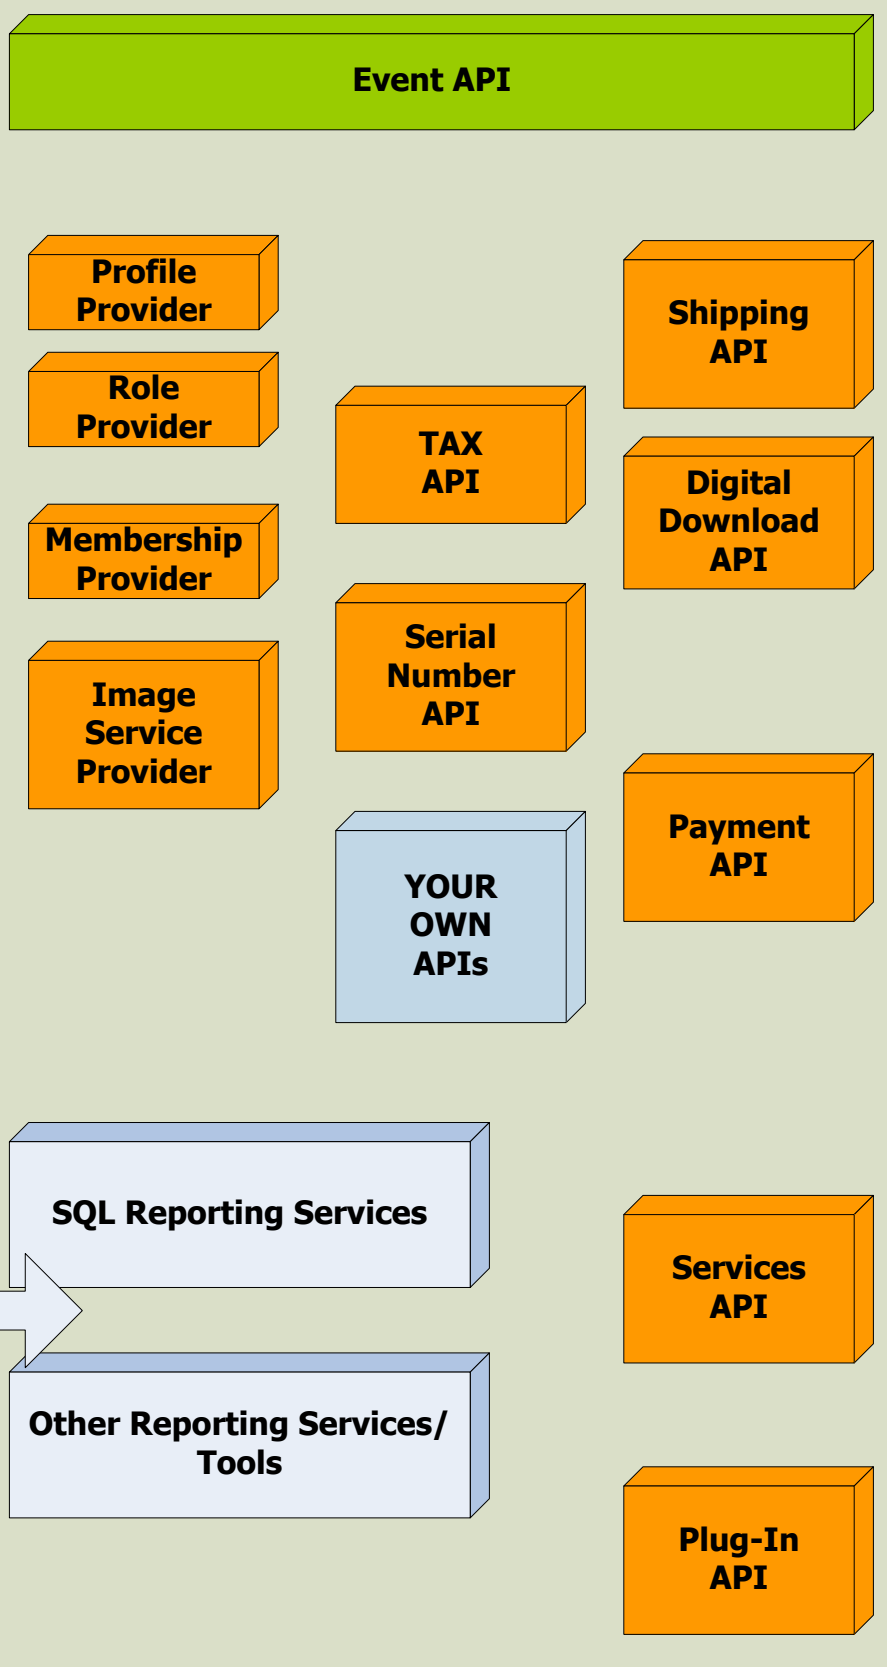 Event API
Profile
Provider
Role
Provider
Membership
Provider
Image
Service
Provider
TAX
API
Serial
Number
API
YOUR
OWN
APIs
Shipping
API
Digital
Download
API
Payment
API
SQL Reporting Services
Other Reporting Services/
Tools
Services
API
Plug-In
API